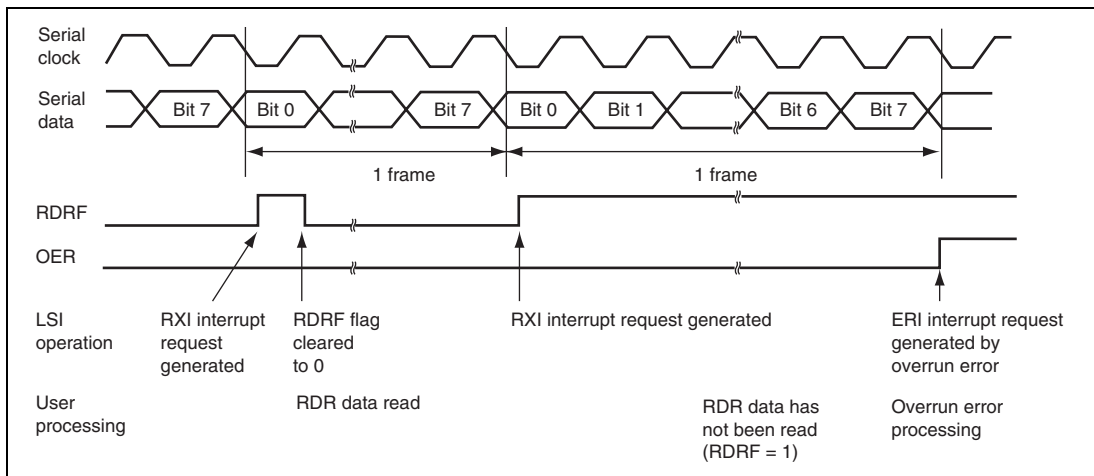 Serial
clock
Serial
data
Bit 7
Bit 0
Bit 7
Bit 0
Bit 1
Bit 6
Bit 7
1 frame
1 frame
RDRF
OER
LSI
operation
RXI interrupt
request
generated
RDRF flag
cleared
to 0
RXI interrupt request generated
ERI interrupt request
generated by
overrun error
User
processing
RDR data read
RDR data has
not been read
(RDRF = 1)
Overrun error
processing